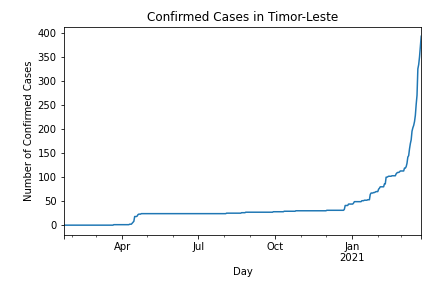 Confirmed Cases in Timor-Leste
400
350
300
250
200
150
100
50
0
Number of Confirmed Cases
Apr
Jul
Oct
Jan
2021
Day